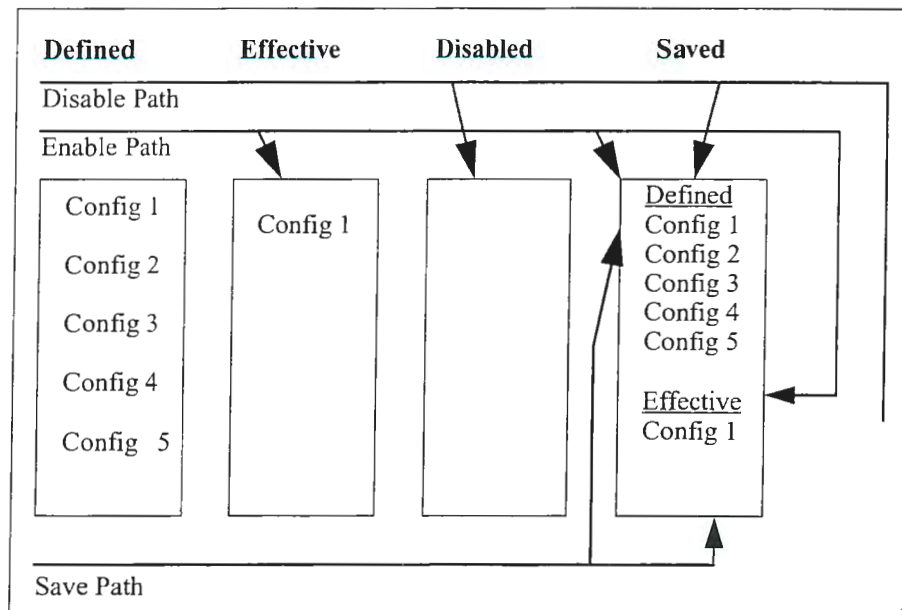 Defined Effective Disabled Saved
Disable Path
Enable Path
Config 1
Config 2
Config 3
Config 4
Config 5
Config 1
Defined
Config 1
Config 2
Config 3
Config 4
Config 5
Effective
Config 1
Save Path